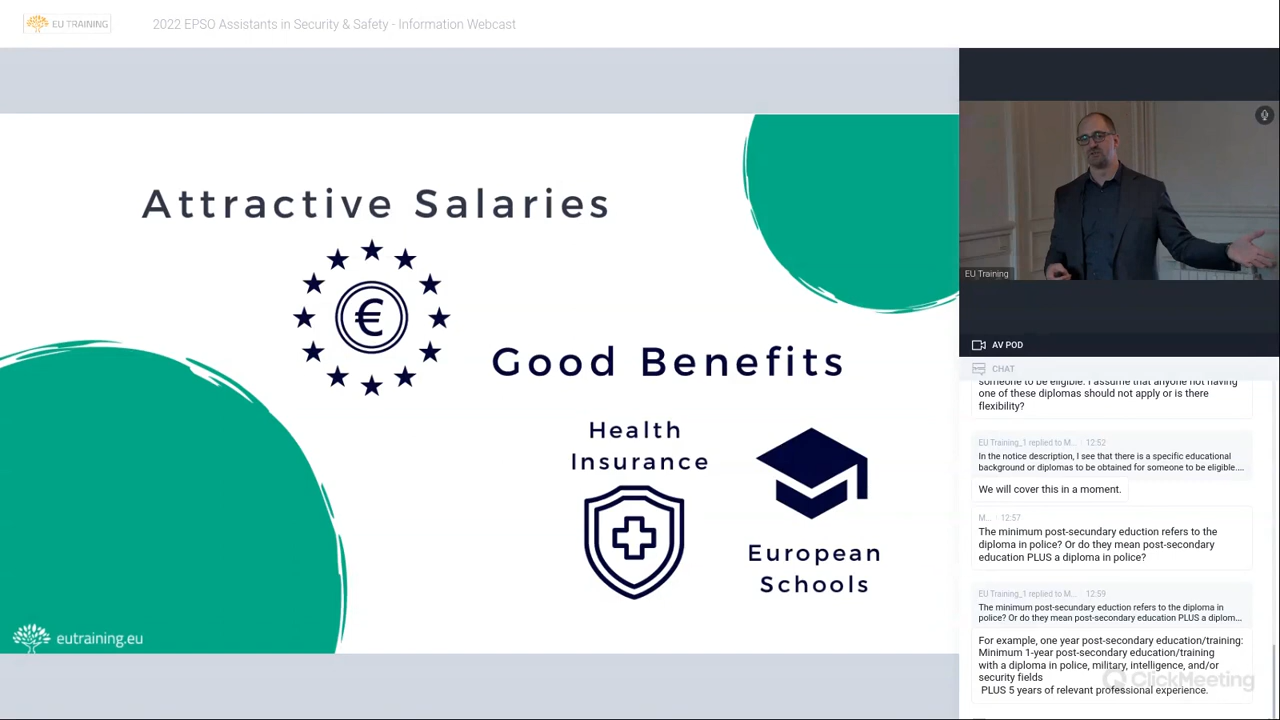 EU TRAINING
2022 EPSO Assistants in Security & Safety - Information Webcast
Attractive Salaries
€
Good Benefits
Health
Insurance
European
Schools
eutraining.eu
EU Training
AV POD
CHAT
someone to be eligible. I assume that anyone not having
one of these diplomas should not apply or is there
flexibility?
EU Training_1 replied to M... 12:52
In the notice description, I see that there is a specific educational
background or diplomas to be obtained for someone to be eligible....
We will cover this in a moment.
M... 12:57
The minimum post-secundary eduction refers to the
diploma in police? Or do they mean post-secondary
education PLUS a diploma in police?
EU Training_1 replied to M... 12:59
The minimum post-secundary eduction refers to the diploma in
police? Or do they mean post-secondary education PLUS a diplom...
For example, one year post-secondary education/training:
Minimum 1-year post-secondary education/training
with a diploma in police, military, intelligence, and/or
security fields
PLUS 5 years of relevant professional experience.
ClickMeeting